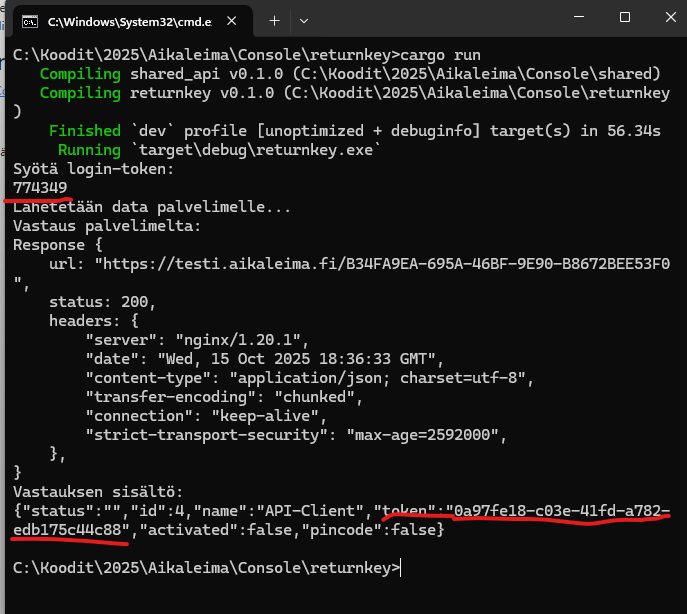 C:\Windows\System32\cmd.e
C:\Koodit\2025\Aikaleima\Console\returnkey>cargo run
Compiling shared_api v0.1.0 (C:\Koodit\2025\Aikaleima\Console\shared)
Compiling returnkey v0.1.0 (C:\Koodit\2025\Aikaleima\Console\returnkey
)
Finished `dev` profile [unoptimized + debuginfo] target(s) in 56.34s
Running `target\debug\returnkey.exe`
Syötä login-token:
774349
Lähetetään data palvelimelle...
Vastaus palvelimelta:
Response {
url: "https://testi.aikaleima.fi/B34FA9EA-695A-46BF-9E90-B8672BEE53F0
",
status: 200,
headers: {
"server": "nginx/1.20.1",
"date": "Wed, 15 Oct 2025 18:36:33 GMT",
"content-type": "application/json; charset=utf-8",
"transfer-encoding": "chunked",
"connection": "keep-alive",
"strict-transport-security": "max-age=2592000",
},
}
Vastauksen sisältö:
{"status":"","id":4,"name":"API-Client","token":"0a97fe18-c03e-41fd-a782-
edb175c44c88","activated":false,"pincode":false}
C:\Koodit\2025\Aikaleima\Console\returnkey>